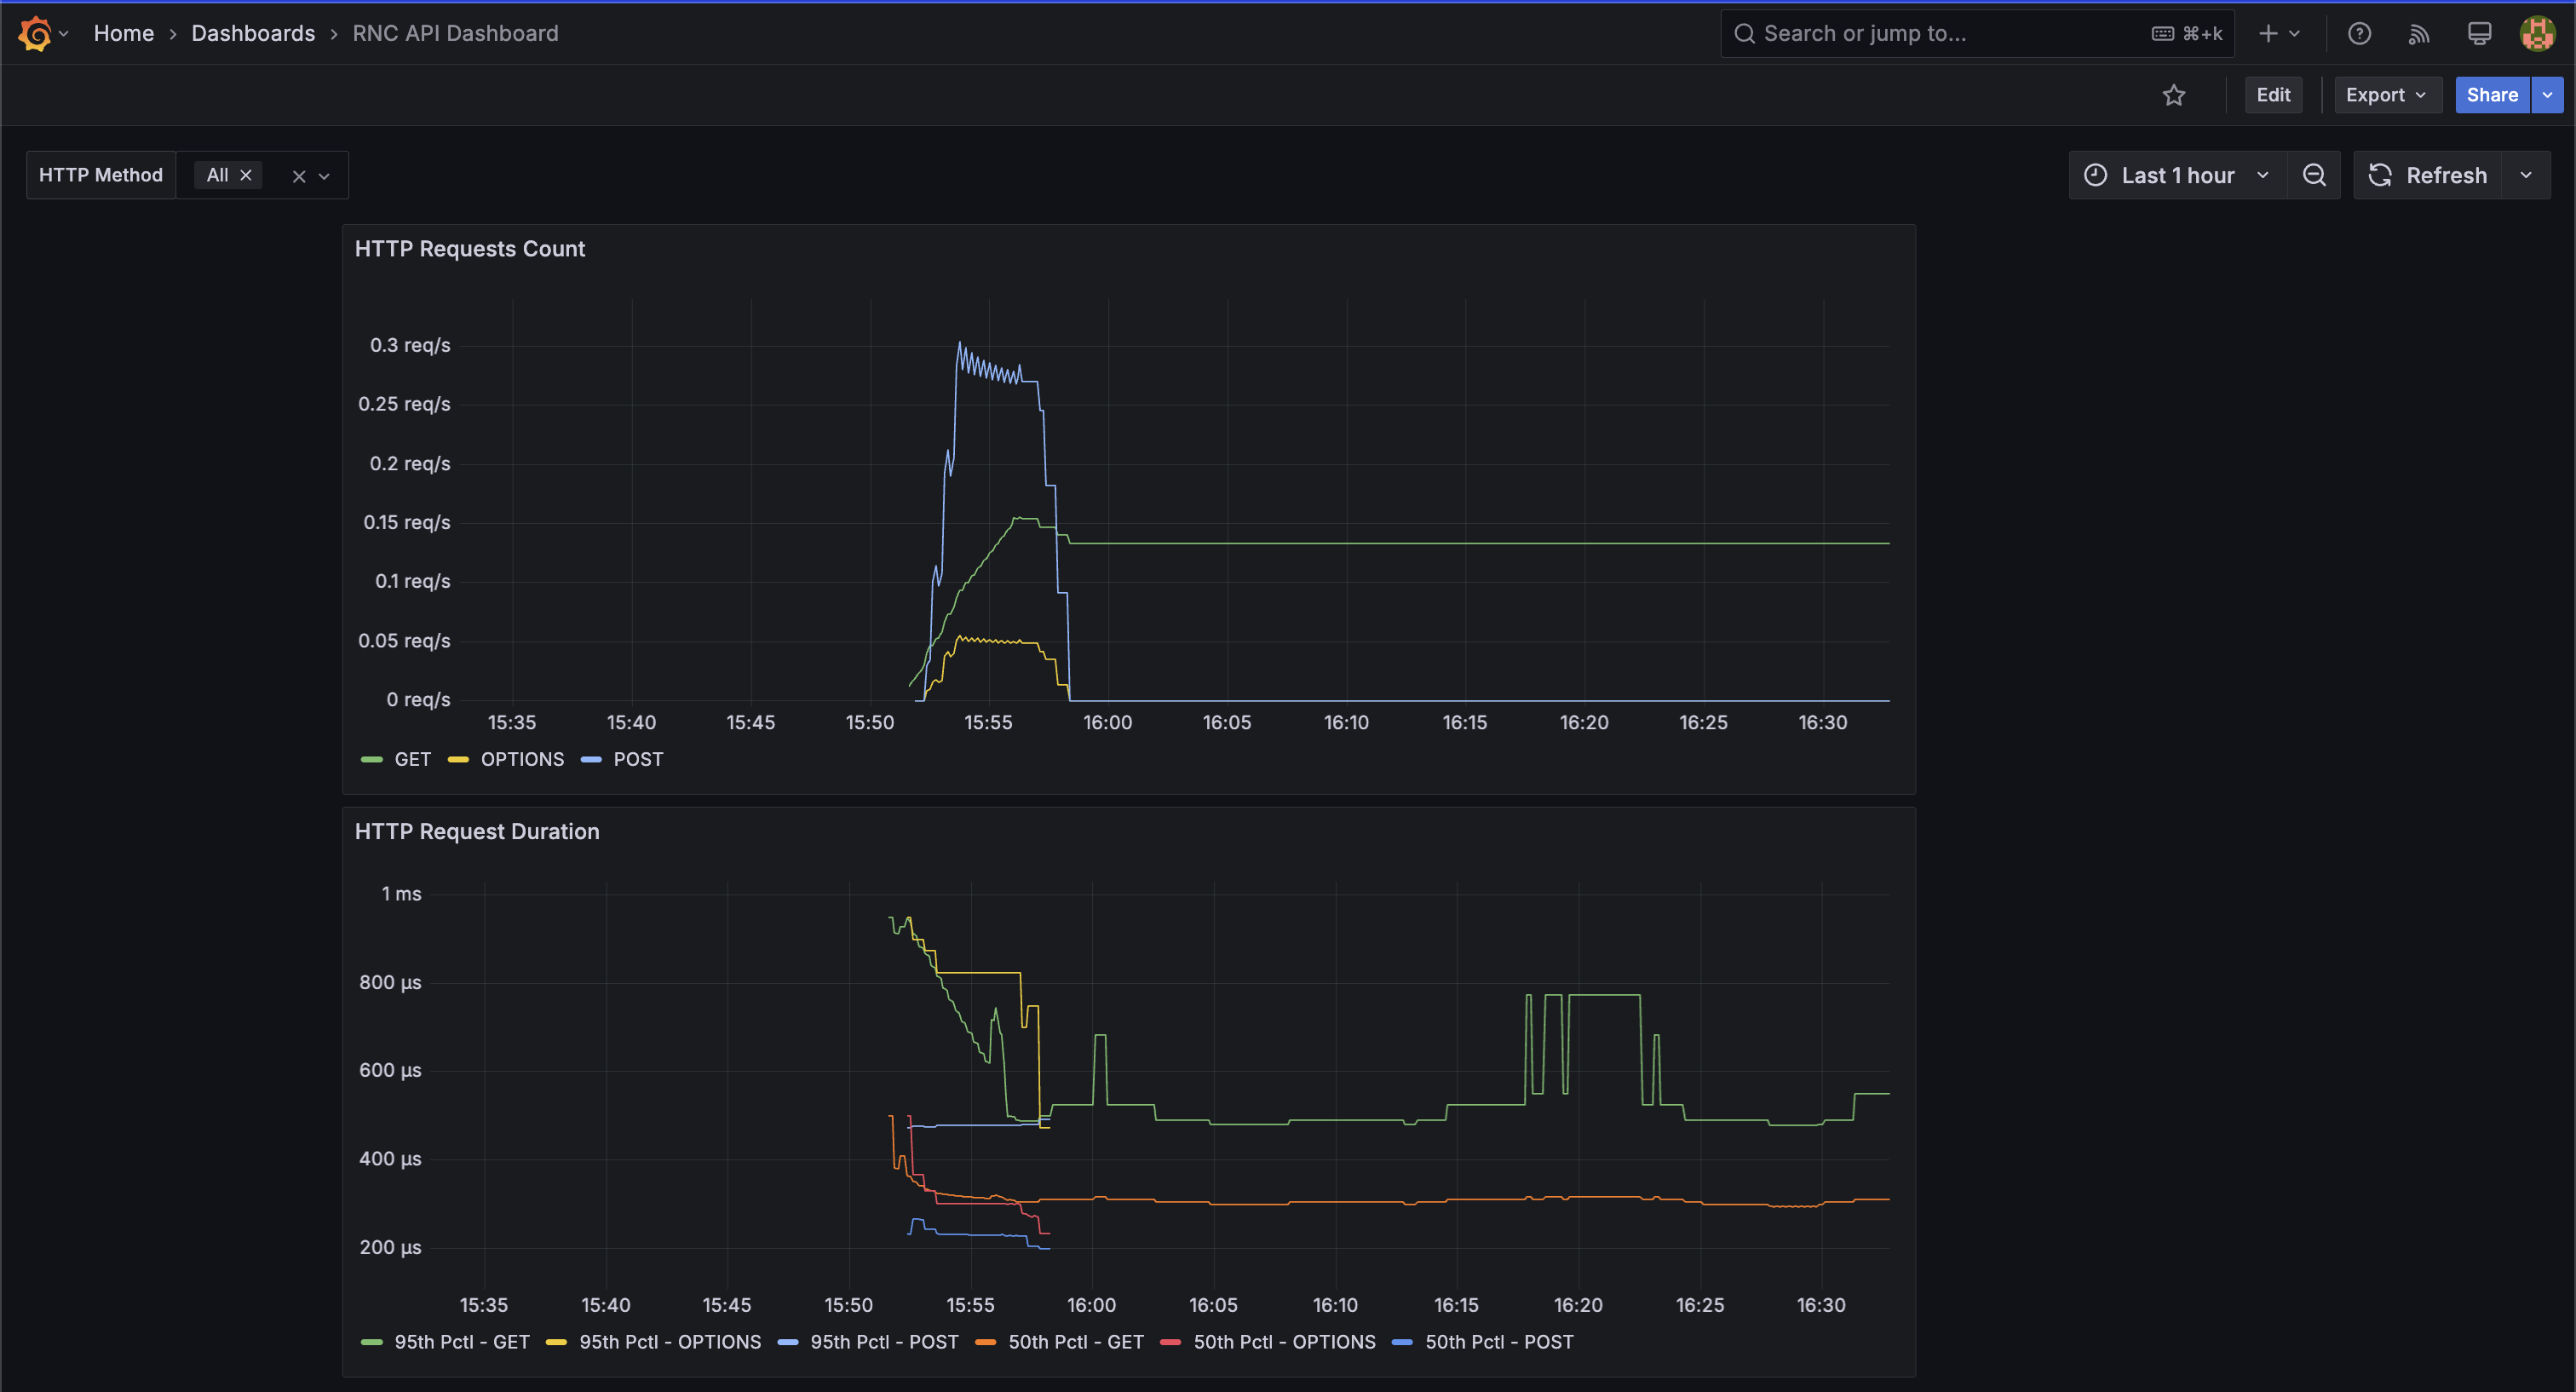 Home › Dashboards › RNC API Dashboard
Search or jump to...
⌘+k
Edit
Export
Share
HTTP Method
All
Last 1 hour
Refresh
HTTP Requests Count
0.3 req/s
0.25 req/s
0.2 req/s
0.15 req/s
0.1 req/s
0.05 req/s
0 req/s
15:35 15:40 15:45 15:50 15:55 16:00 16:05 16:10 16:15 16:20 16:25 16:30
GET OPTIONS POST
HTTP Request Duration
1 ms
800 µs
600 µs
400 µs
200 µs
15:35 15:40 15:45 15:50 15:55 16:00 16:05 16:10 16:15 16:20 16:25 16:30
95th Pctl - GET 95th Pctl - OPTIONS 95th Pctl - POST 50th Pctl - GET 50th Pctl - OPTIONS 50th Pctl - POST